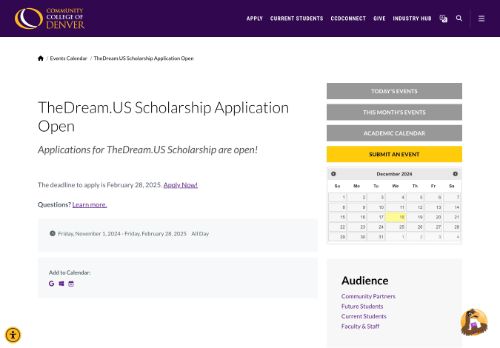 COMMUNITY
COLLEGE OF
DENVER
APPLY CURRENT STUDENTS CCDCONNECT GIVE INDUSTRY HUB
/ Events Calendar / TheDream.US Scholarship Application Open
TheDream.US Scholarship Application
Open
Applications for TheDream.US Scholarship are open!
The deadline to apply is February 28, 2025. Apply Now!
Questions? Learn more.
Friday, November 1, 2024 - Friday, February 28, 2025 All Day
Add to Calendar:
TODAY'S EVENTS
THIS MONTH'S EVENTS
ACADEMIC CALENDAR
SUBMIT AN EVENT
December 2024
Su Mo Tu We Th Fr Sa
1 2 3 4 5 6 7
8 9 10 11 12 13 14
15 16 17 18 19 20 21
22 23 24 25 26 27 28
29 30 31 1 2 3 4
Audience
Community Partners
Future Students
Current Students
Faculty & Staff